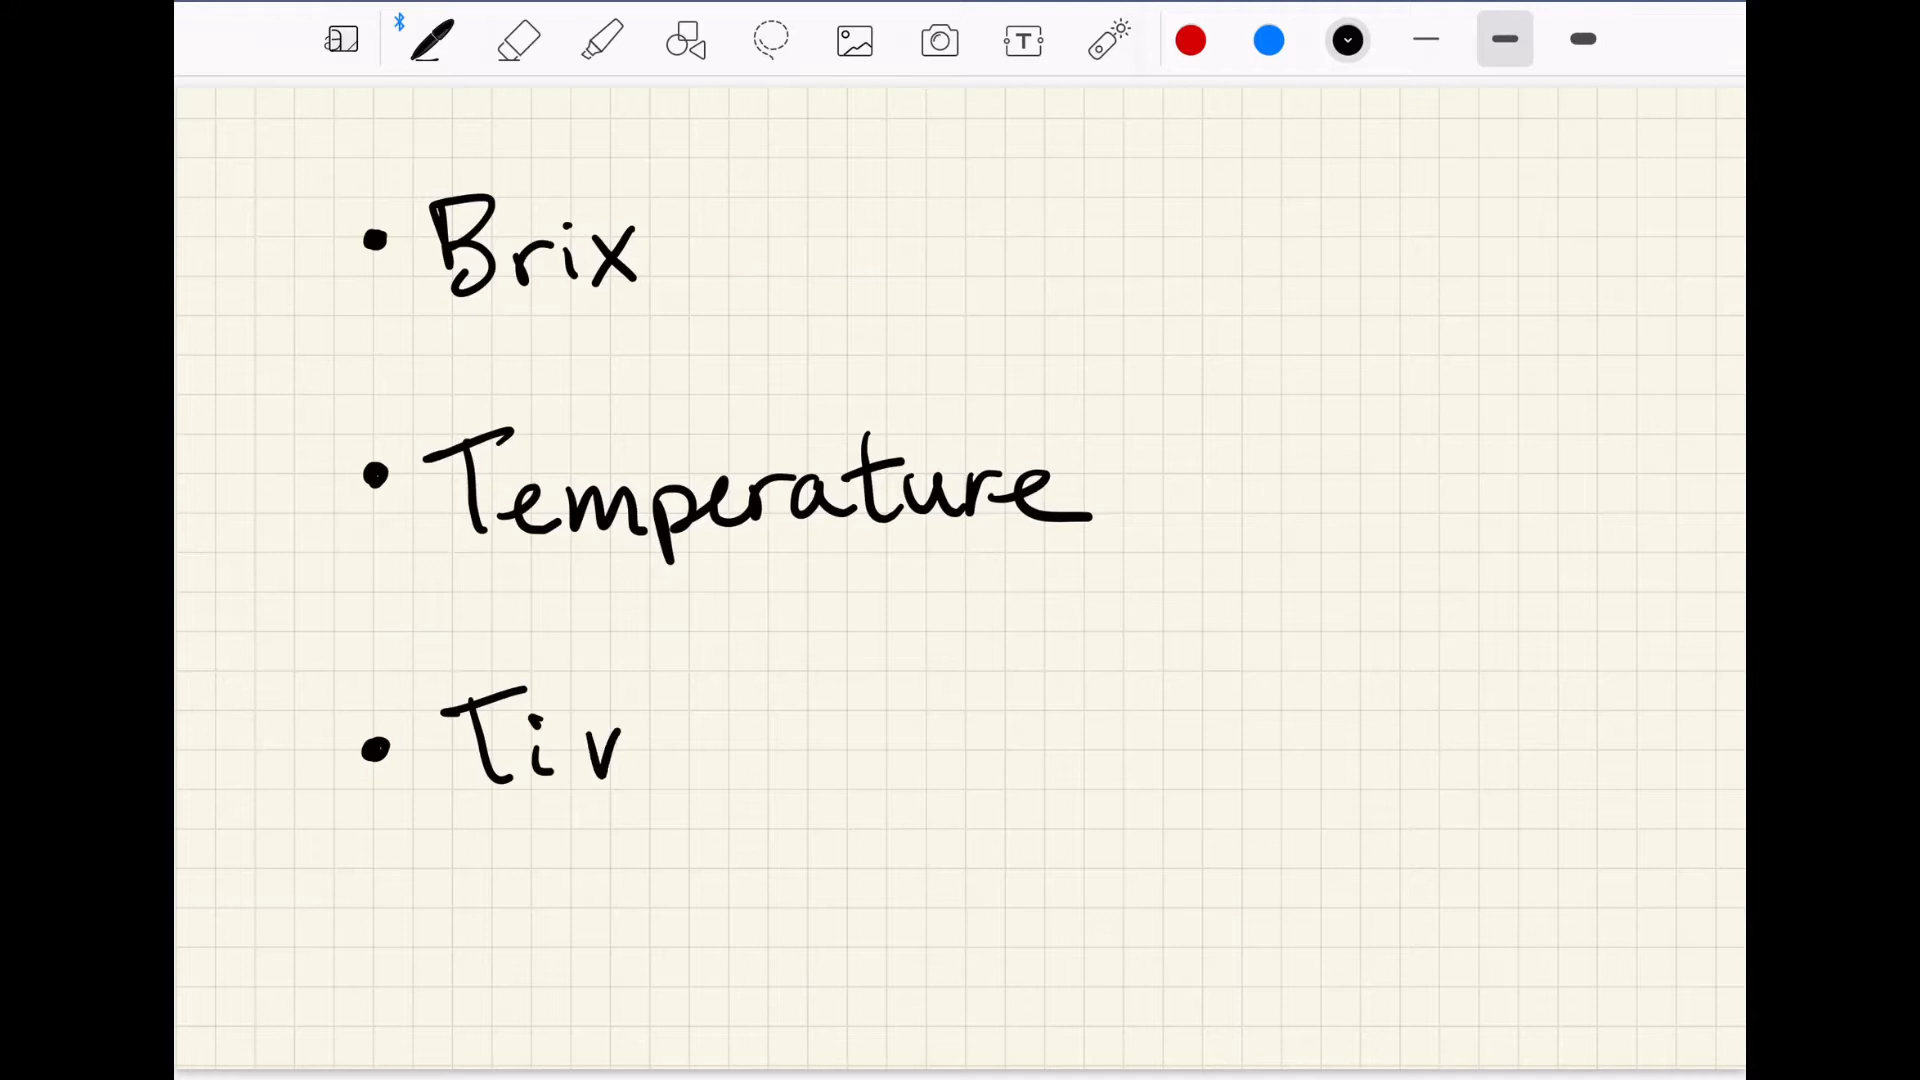 • Brix
• Temperature
• Tiv